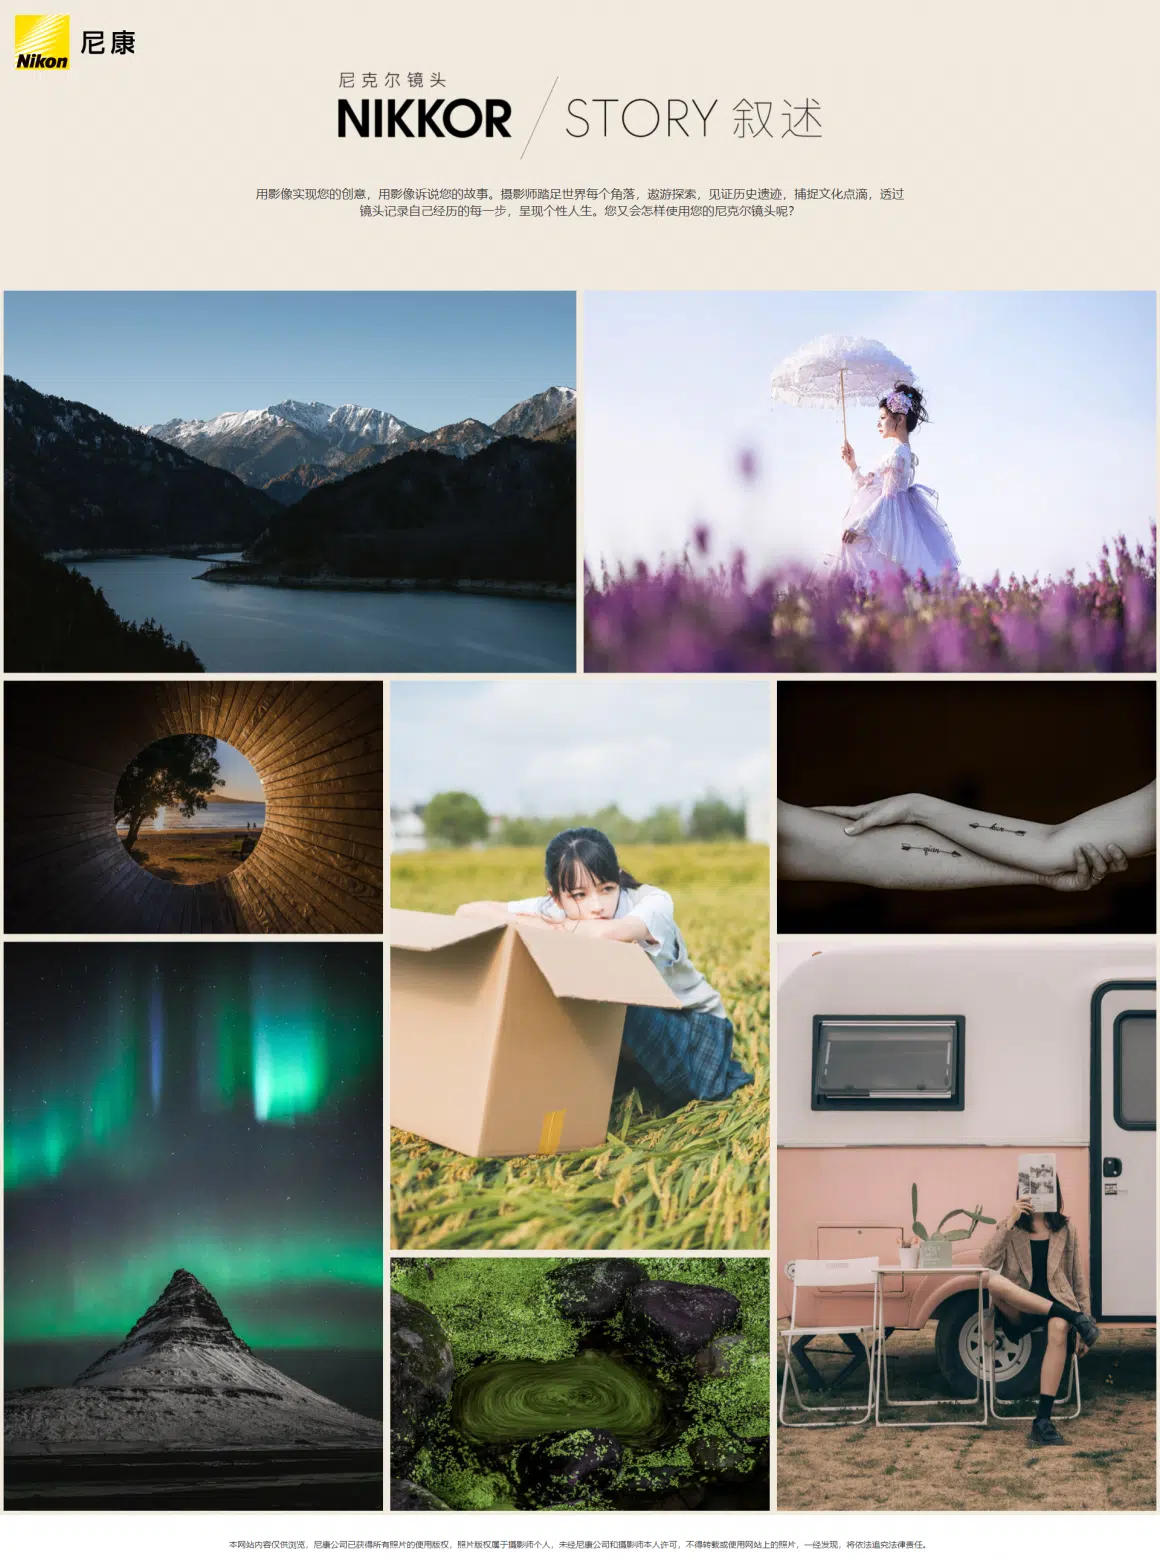 Nikon 尼康
尼克尔镜头
NIKKOR / STORY 叙述
用影像实现您的创意，用影像诉说您的故事。摄影师踏足世界每个角落，遨游探索，见证历史遗迹，捕捉文化点滴，透过
镜头记录自己经历的每一步，呈现个性人生。您又会怎样使用您的尼克尔镜头呢？
qian
本网站内容仅供浏览，尼康公司已获得所有照片的使用版权，照片版权属于摄影师个人，未经尼康公司和摄影师本人许可，不得转载或使用网站上的照片，一经发现，将依法追究法律责任。